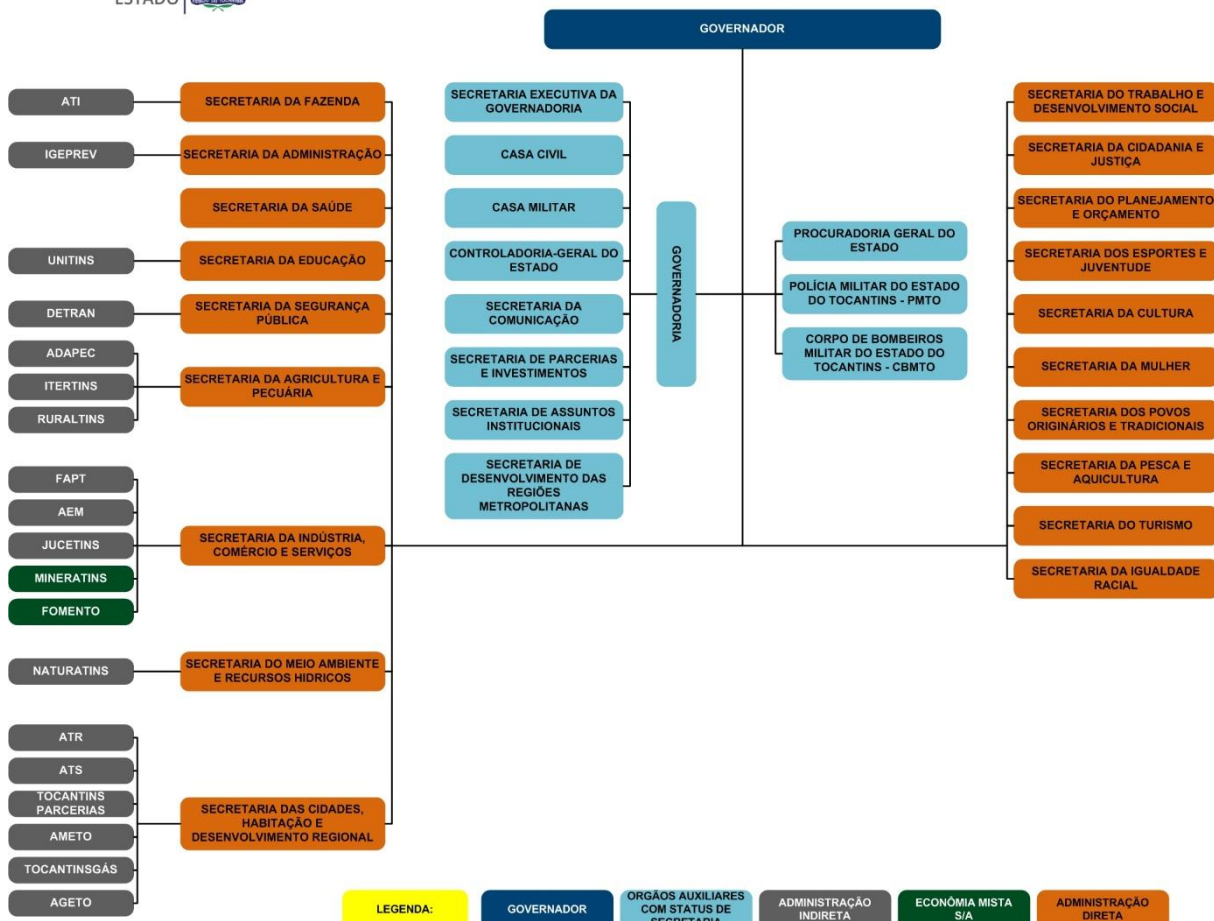 ESTADO
GOVERNADOR
ATI
IGEPREV
UNITINS
DETRAN
ADAPEC
ITERTINS
RURALTINS
FAPT
AEM
JUCETINS
MINERATINS
FOMENTO
NATURATINS
ATR
ATS
TOCANTINS
PARCERIAS
AMETO
TOCANTINSGÁS
AGETO
SECRETARIA DA FAZENDA
SECRETARIA DA ADMINISTRAÇÃO
SECRETARIA DA SAÚDE
SECRETARIA DA EDUCAÇÃO
SECRETARIA DA SEGURANÇA
PÚBLICA
SECRETARIA DA AGRICULTURA E
PECUÁRIA
SECRETARIA DA INDÚSTRIA,
COMÉRCIO E SERVIÇOS
SECRETARIA DO MEIO AMBIENTE
E RECURSOS HIDRICOS
SECRETARIA DAS CIDADES,
HABITAÇÃO E
DESENVOLVIMENTO REGIONAL
SECRETARIA EXECUTIVA DA
GOVERNADORIA
CASA CIVIL
CASA MILITAR
CONTROLADORIA-GERAL DO
ESTADO
SECRETARIA DA
COMUNICAÇÃO
SECRETARIA DE PARCERIAS
E INVESTIMENTOS
SECRETARIA DE ASSUNTOS
INSTITUCIONAIS
SECRETARIA DE
DESENVOLVIMENTO DAS
REGIÕES
METROPOLITANAS
GOVERNADORIA
PROCURADORIA GERAL DO
ESTADO
POLÍCIA MILITAR DO ESTADO
DO TOCANTINS - PMTO
CORPO DE BOMBEIROS
MILITAR DO ESTADO DO
TOCANTINS - CBMTO
SECRETARIA DO TRABALHO E
DESENVOLVIMENTO SOCIAL
SECRETARIA DA CIDADANIA E
JUSTIÇA
SECRETARIA DO PLANEJAMENTO
E ORÇAMENTO
SECRETARIA DOS ESPORTES E
JUVENTUDE
SECRETARIA DA CULTURA
SECRETARIA DA MULHER
SECRETARIA DOS POVOS
ORIGINÁRIOS E TRADICIONAIS
SECRETARIA DA PESCA E
AQUICULTURA
SECRETARIA DO TURISMO
SECRETARIA DA IGUALDADE
RACIAL
LEGENDA:
GOVERNADOR
ORGÃOS AUXILIARES
COM STATUS DE
SECRETARIA
ADMINISTRAÇÃO
INDIRETA
ECONÔMIA MISTA
S/A
ADMINISTRAÇÃO
DIRETA